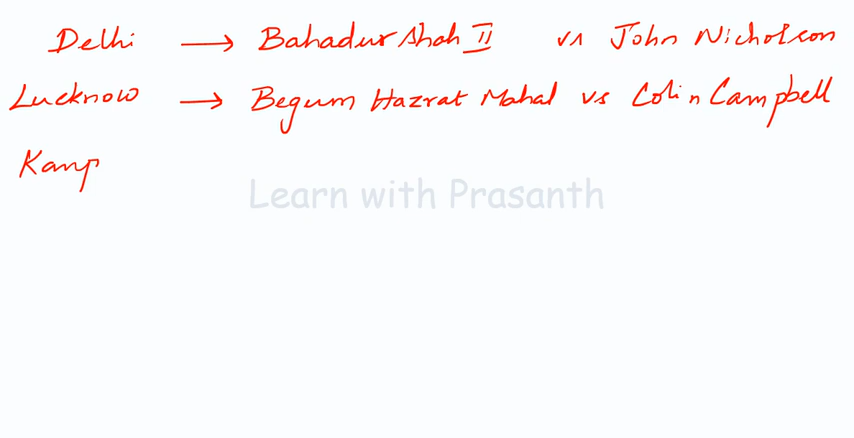 Delhi → Bahadur Shah II vs John Nicholson
Lucknow → Begum Hazrat Mahal vs Colin Campbell
Kanp
Learn with Prasanth